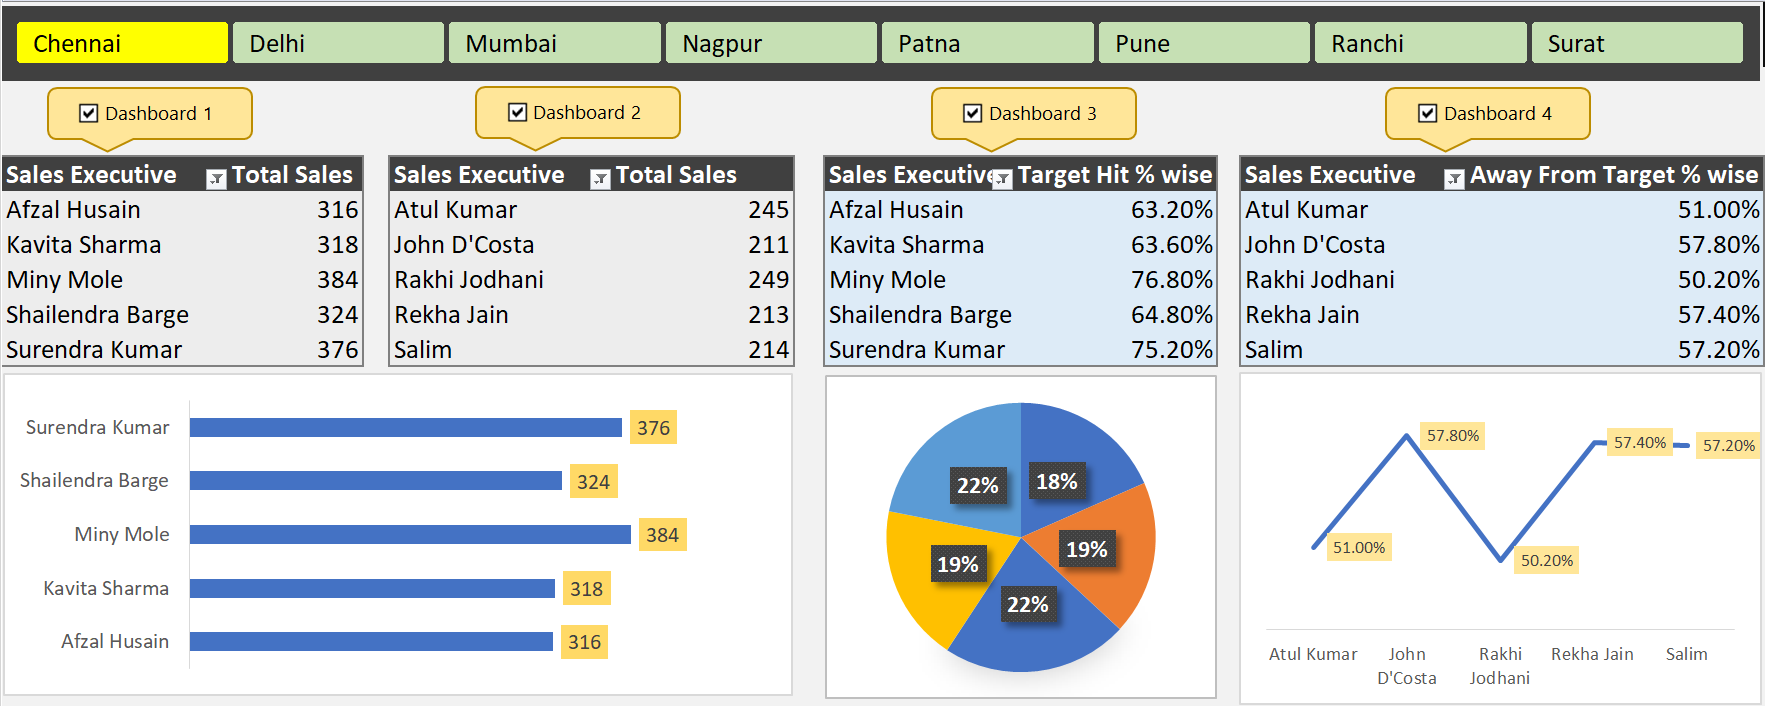 Chennai Delhi Mumbai Nagpur Patna Pune Ranchi Surat
Dashboard 1 Dashboard 2 Dashboard 3 Dashboard 4
Sales Executive Total Sales
Afzal Husain 316
Kavita Sharma 318
Miny Mole 384
Shailendra Barge 324
Surendra Kumar 376
Sales Executive Total Sales
Atul Kumar 245
John D'Costa 211
Rakhi Jodhani 249
Rekha Jain 213
Salim 214
Sales Executive Target Hit % wise
Afzal Husain 63.20%
Kavita Sharma 63.60%
Miny Mole 76.80%
Shailendra Barge 64.80%
Surendra Kumar 75.20%
Sales Executive Away From Target % wise
Atul Kumar 51.00%
John D'Costa 57.80%
Rakhi Jodhani 50.20%
Rekha Jain 57.40%
Salim 57.20%
Surendra Kumar 376
Shailendra Barge 324
Miny Mole 384
Kavita Sharma 318
Afzal Husain 316
22% 18%
19% 19%
22%
57.80% 57.40% 57.20%
51.00% 50.20%
Atul Kumar John Rakhi Rekha Jain Salim
D'Costa Jodhani